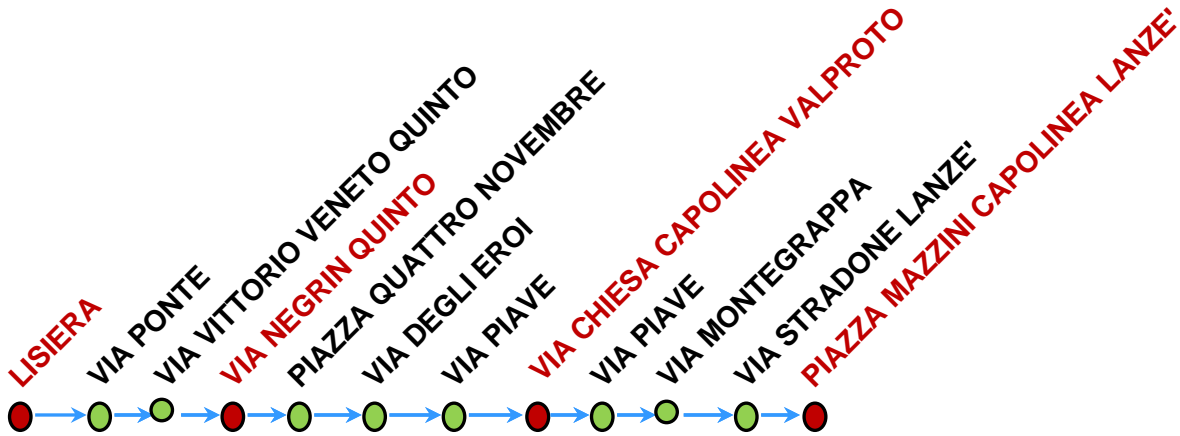 LISIERA
VIA PONTE
VIA VITTORIO VENETO QUINTO
VIA NEGRIN QUINTO
PIAZZA QUATTRO NOVEMBRE
VIA DEGLI EROI
VIA PIAVE
VIA CHIESA CAPOLINEA VALPROTO
VIA PIAVE
VIA MONTEGRAPPA
VIA STRADONE LANZE'
PIAZZA MAZZINI CAPOLINEA LANZE'